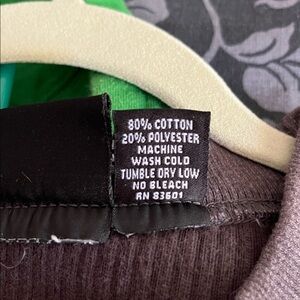 80% COTTON
20% POLYESTER
MACHINE
WASH COLD
TUMBLE DRY LOW
NO BLEACH
RN 83601